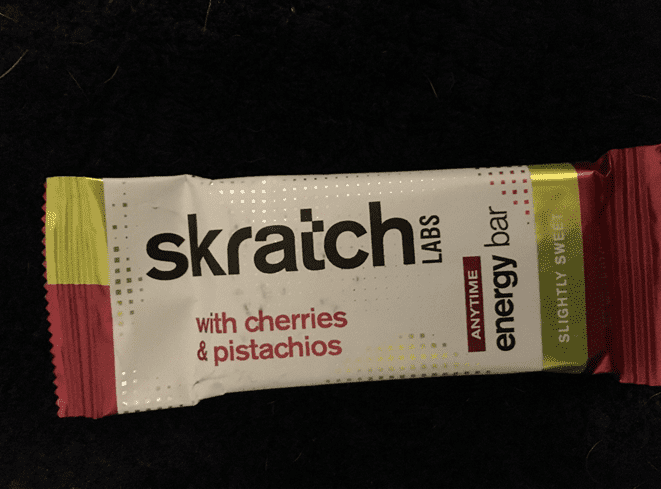 skratch
LABS
with cherries
& pistachios
ANYTIME
energy bar
SLIGHTLY SWEET